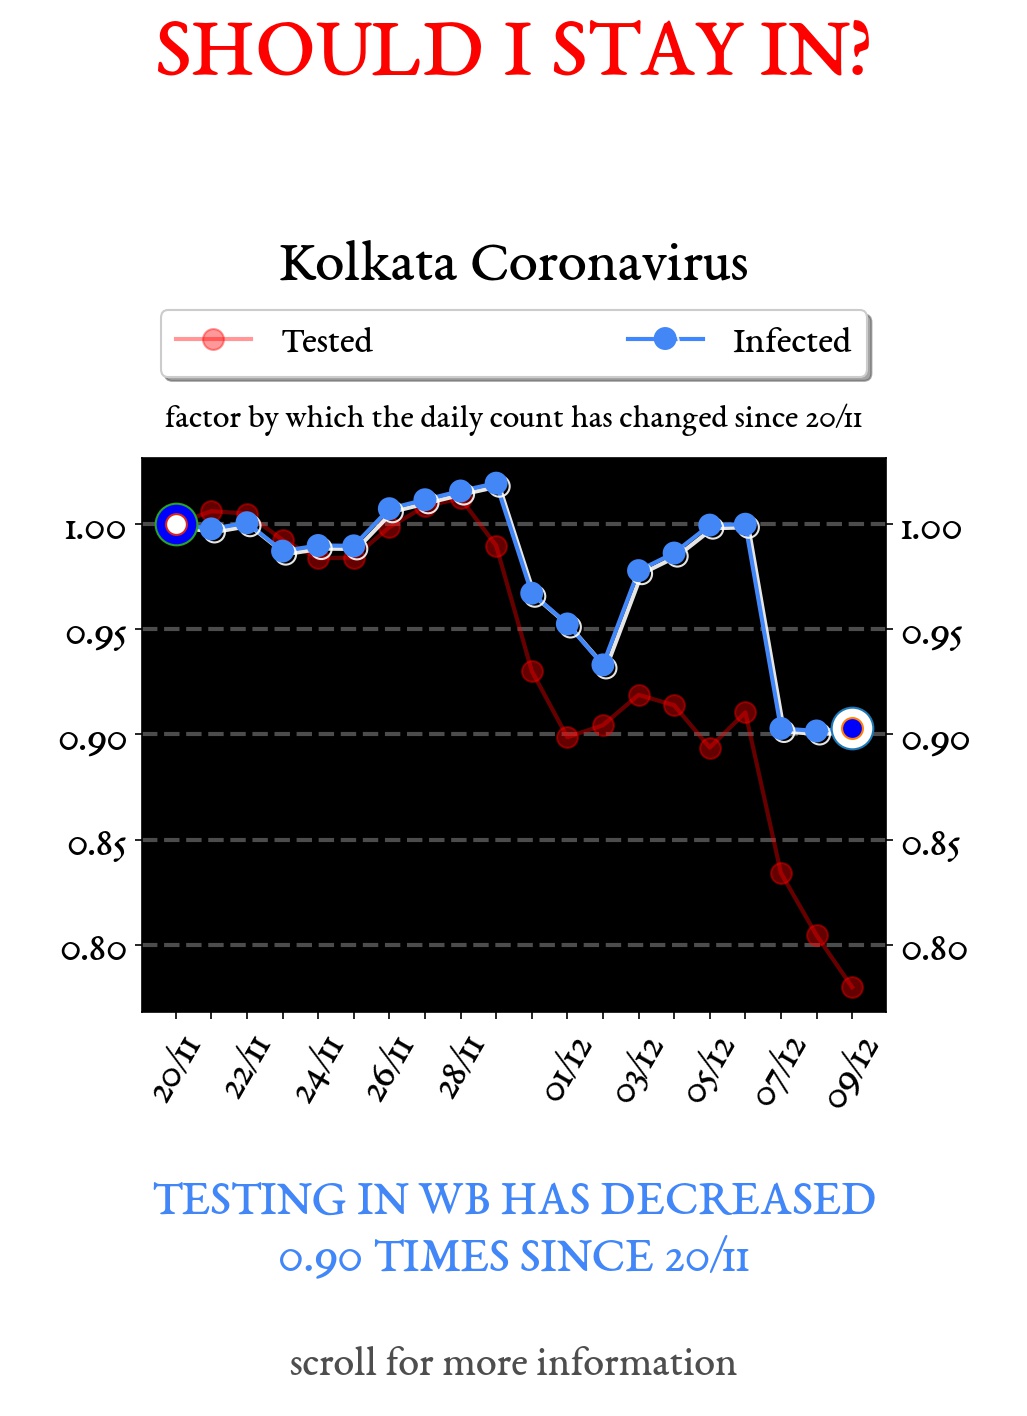 SHOULD I STAY IN?
Kolkata Coronavirus
Tested Infected
factor by which the daily count has changed since 20/11
1.00 1.00
0.95 0.95
0.90 0.90
0.85 0.85
0.80 0.80
20/11 22/11 24/11 26/11 28/11 01/12 03/12 05/12 07/12 09/12
TESTING IN WB HAS DECREASED
0.90 TIMES SINCE 20/11
scroll for more information